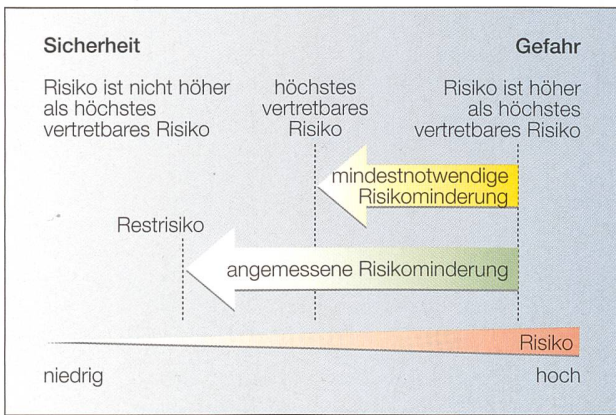 Sicherheit
Gefahr
Risiko ist nicht höher
als höchstes
vertretbares Risiko
höchstes
vertretbares
Risiko
Risiko ist höher
als höchstes
vertretbares Risiko
mindestnotwendige
Risikominderung
Restrisiko
angemessene Risikominderung
Risiko
niedrig
hoch